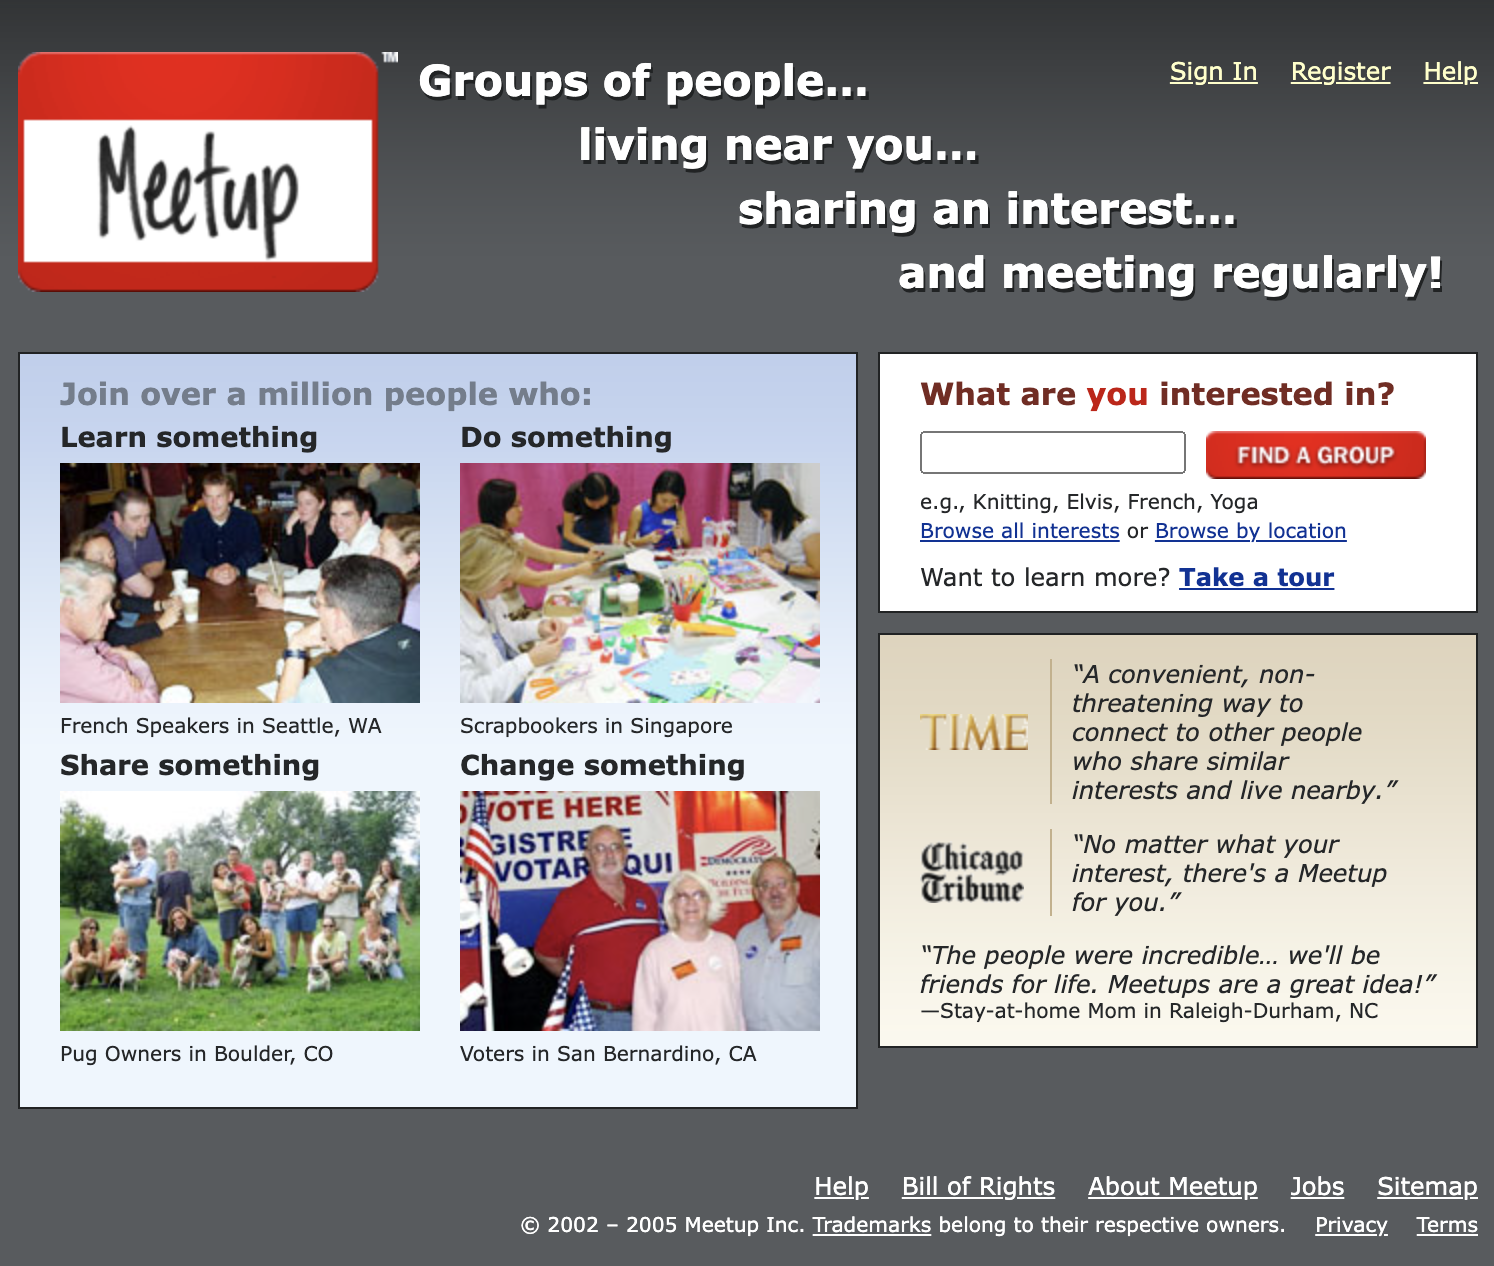 Meetup
TM
Groups of people...
living near you...
sharing an interest...
and meeting regularly!
Sign In Register Help
Join over a million people who:
Learn something
French Speakers in Seattle, WA
Do something
Scrapbookers in Singapore
Share something
Pug Owners in Boulder, CO
Change something
VOTE HERE
GISTRE
VOTAR QUI
DEMOCRATS
Voters in San Bernardino, CA
What are you interested in?
FIND A GROUP
e.g., Knitting, Elvis, French, Yoga
Browse all interests or Browse by location
Want to learn more? Take a tour
TIME
“A convenient, non-
threatening way to
connect to other people
who share similar
interests and live nearby.”
Chicago
Tribune
“No matter what your
interest, there's a Meetup
for you.”
“The people were incredible... we'll be
friends for life. Meetups are a great idea!”
—Stay-at-home Mom in Raleigh-Durham, NC
Help Bill of Rights About Meetup Jobs Sitemap
© 2002 – 2005 Meetup Inc. Trademarks belong to their respective owners. Privacy Terms